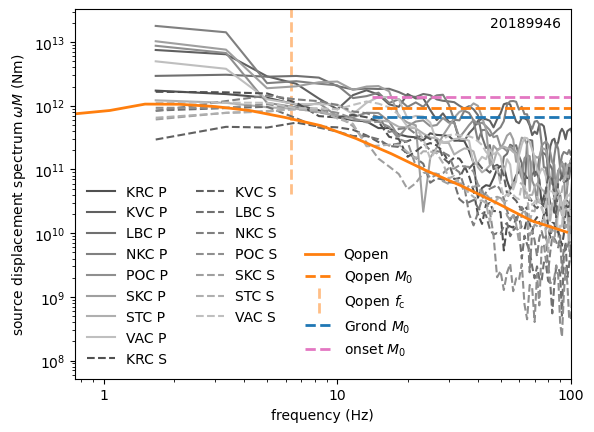 20189946
source displacement spectrum ωM (Nm)
10¹³
10¹²
10¹¹
10¹⁰
10⁹
10⁸
KRC P
KVC P
LBC P
NKC P
POC P
SKC P
STC P
VAC P
KRC S
KVC S
LBC S
NKC S
POC S
SKC S
STC S
VAC S
Qopen
Qopen M₀
Qopen f_c
Grond M₀
onset M₀
1 10 100
frequency (Hz)